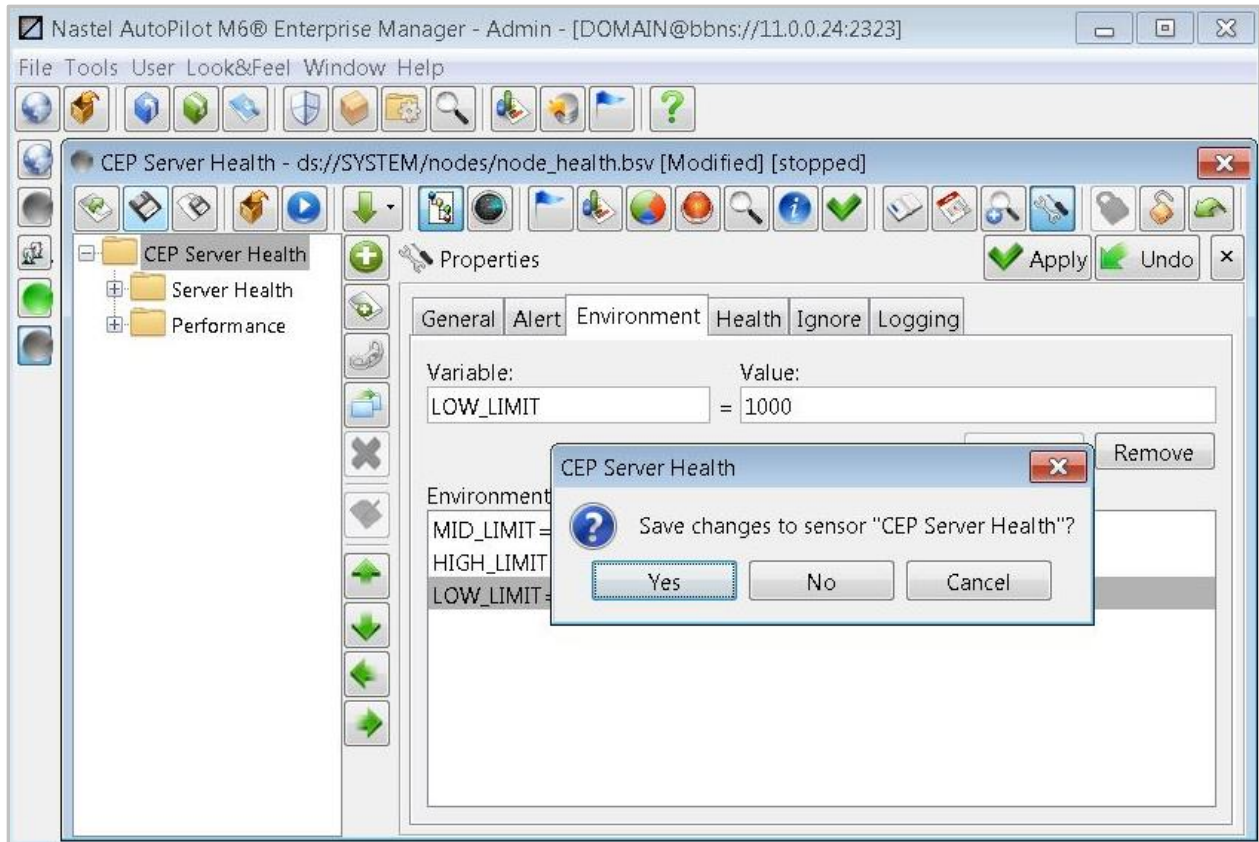 Nastel AutoPilot M6® Enterprise Manager - Admin - [DOMAIN@bbns://11.0.0.24:2323]
File Tools User Look&Feel Window Help
CEP Server Health - ds://SYSTEM/nodes/node_health.bsv [Modified] [stopped]
CEP Server Health
Server Health
Performance
Properties
Apply Undo
General Alert Environment Health Ignore Logging
Variable: Value:
LOW_LIMIT = 1000
Remove
Environment
MID_LIMIT=
HIGH_LIMIT
LOW_LIMIT=
CEP Server Health
Save changes to sensor "CEP Server Health"?
Yes No Cancel